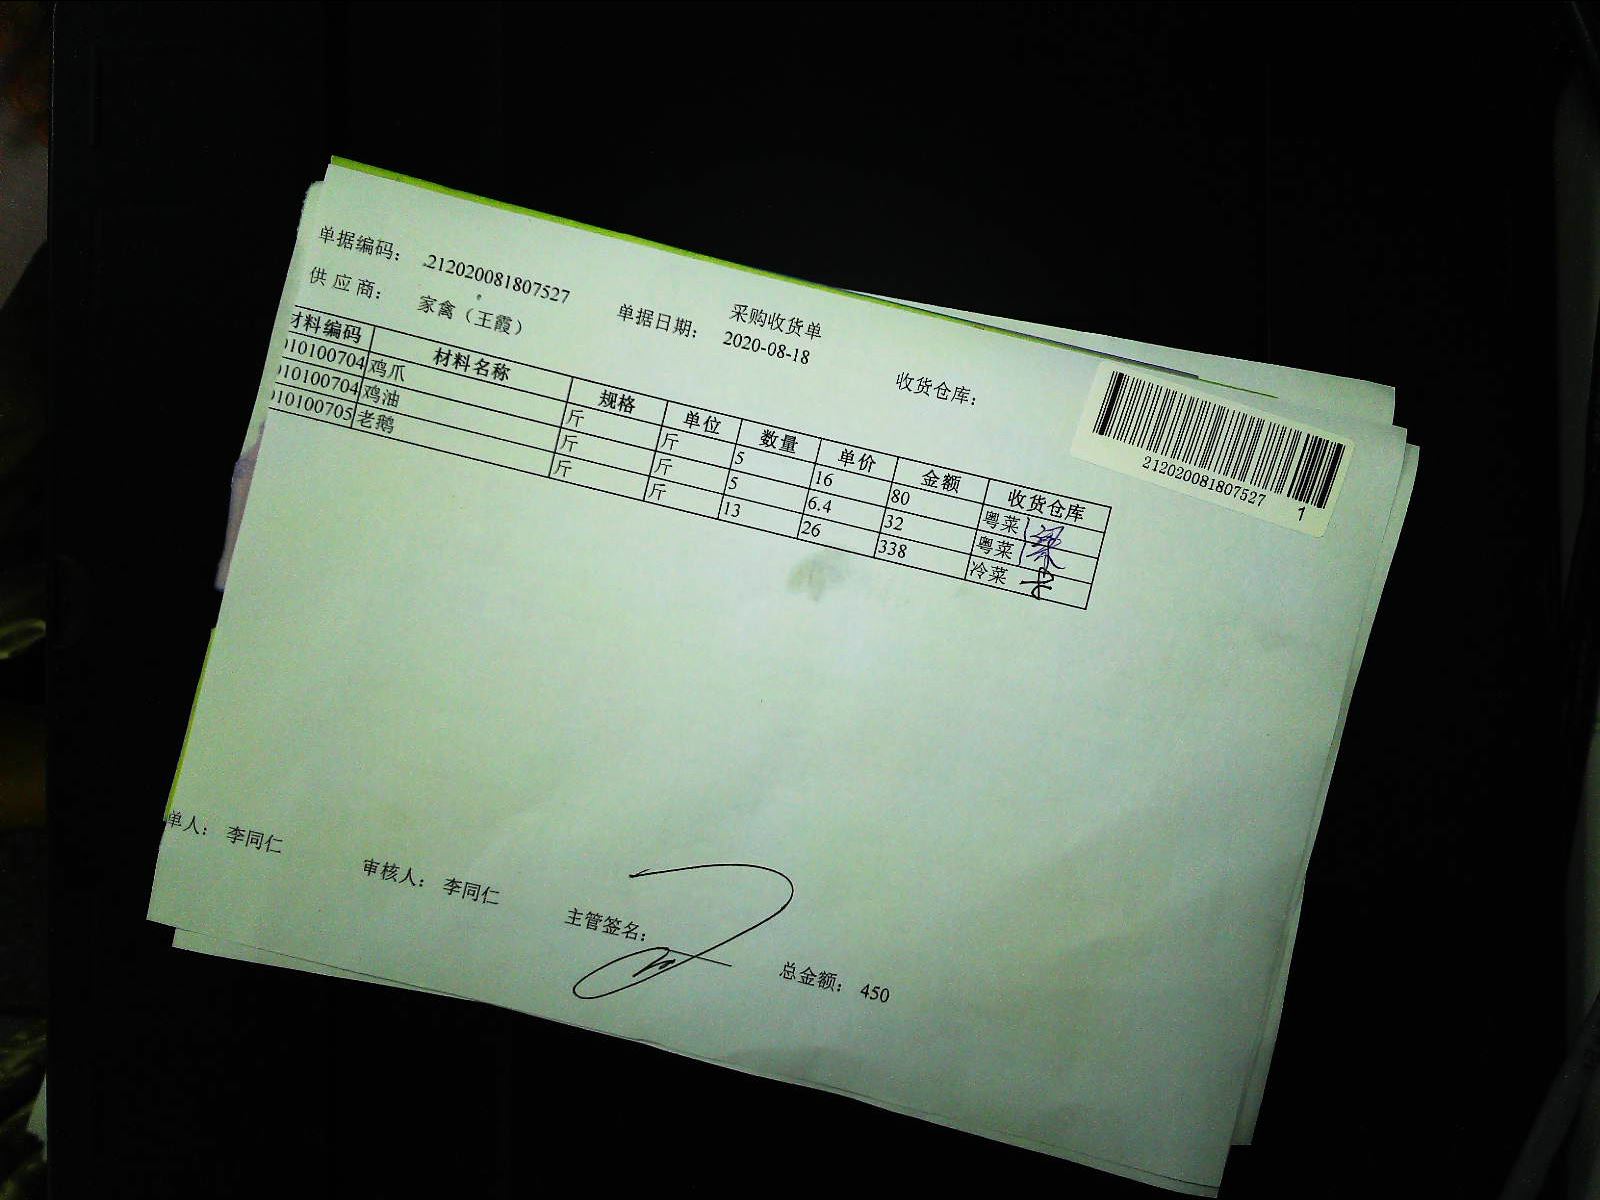 采购收货单
单据编码： 212020081807527
单据日期： 2020-08-18
收货仓库：
供应商： 家禽（王霞）
212020081807527 1
材料编码 材料名称 规格 单位 数量 单价 金额 收货仓库
10100704 鸡爪 斤 斤 5 16 80 粤菜
10100704 鸡油 斤 斤 5 6.4 32 粤菜
10100705 老鹅 斤 斤 13 26 338 冷菜
单人： 李同仁 审核人： 李同仁 主管签名： 总金额： 450